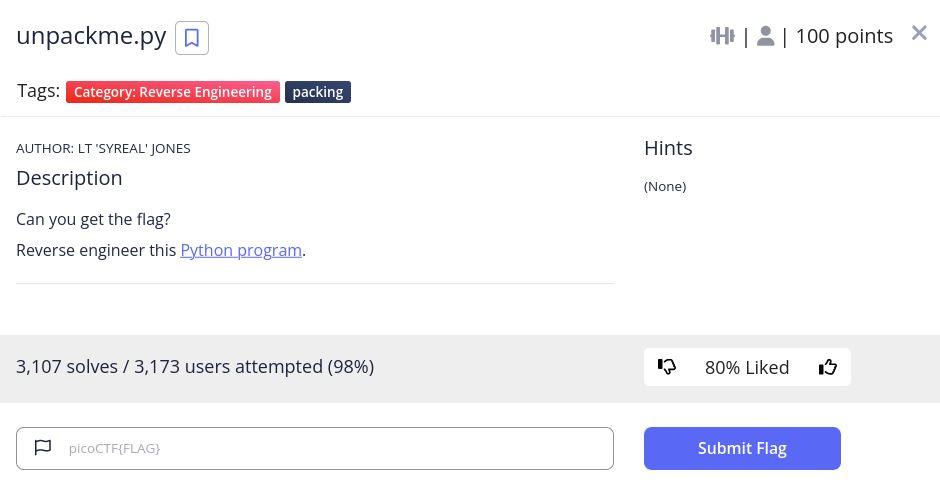 unpackme.py
| | 100 points
Tags: Category: Reverse Engineering packing
AUTHOR: LT 'SYREAL' JONES
Description
Can you get the flag?
Reverse engineer this Python program.
Hints
(None)
3,107 solves / 3,173 users attempted (98%)
80% Liked
picoCTF{FLAG}
Submit Flag